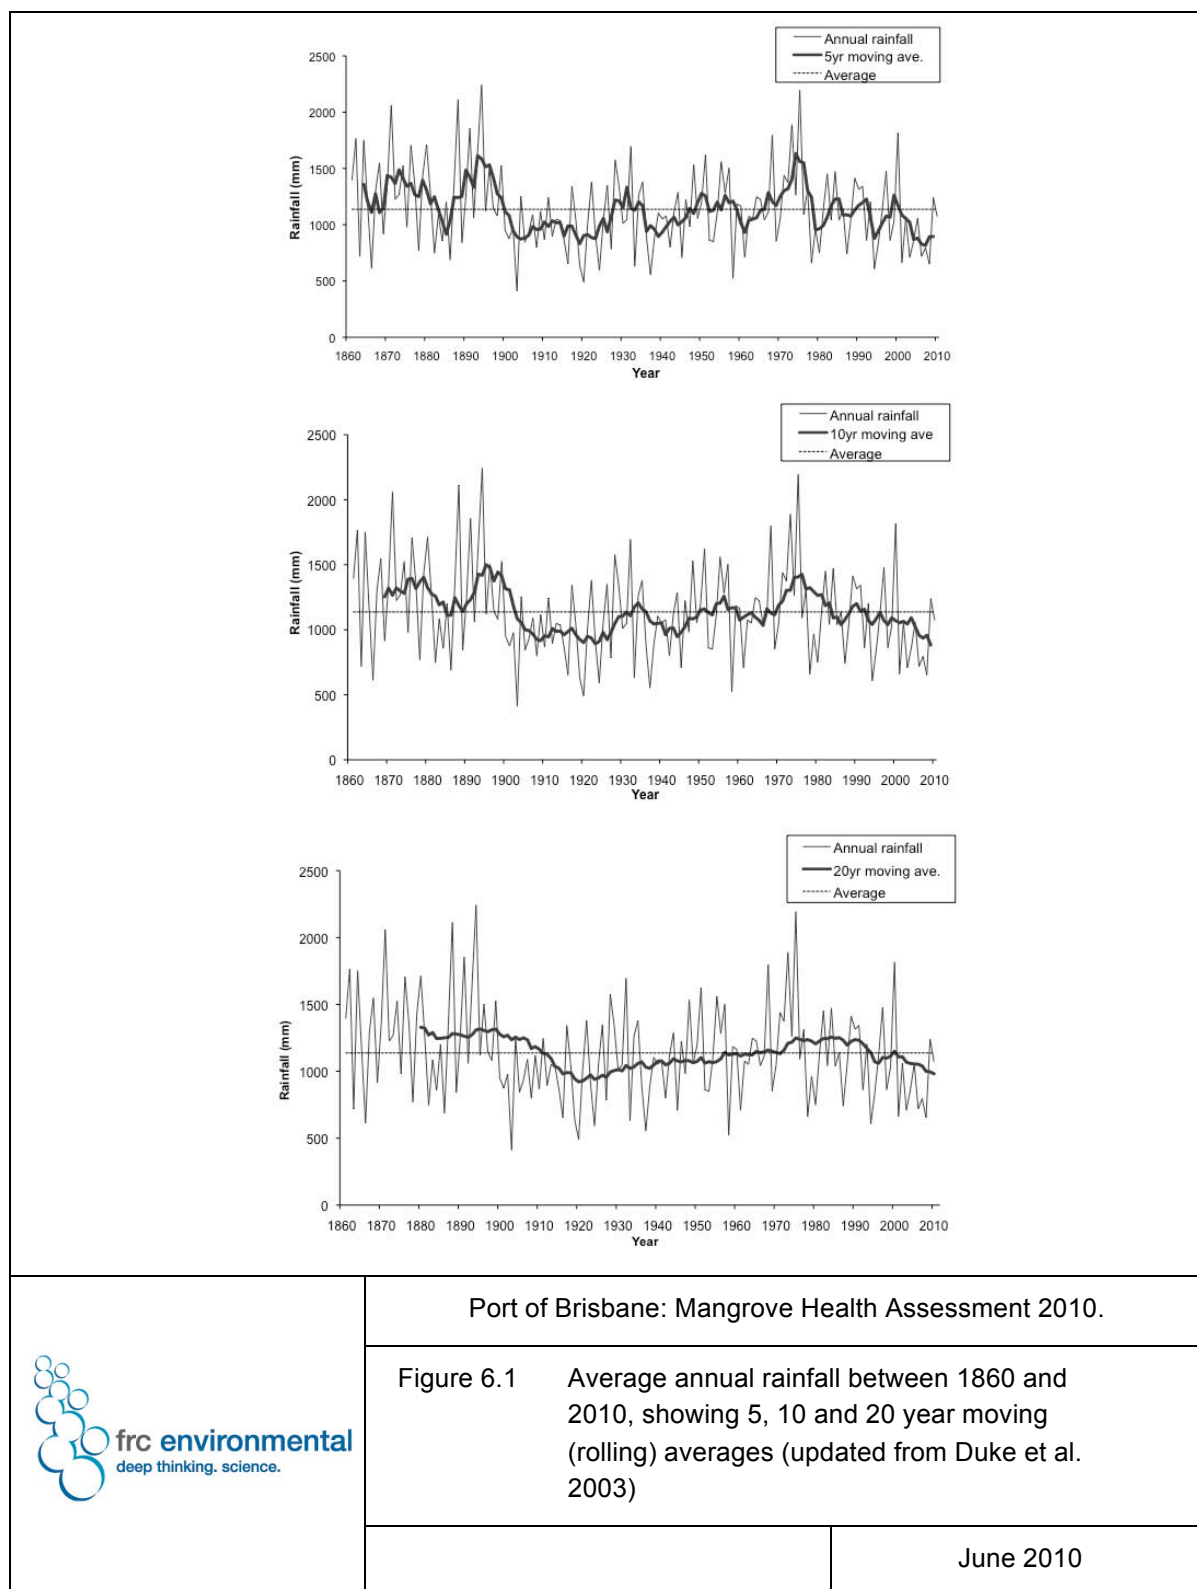 Annual rainfall
5yr moving ave.
Average
2500
2000
1500
1000
500
0
Rainfall (mm)
1860 1870 1880 1890 1900 1910 1920 1930 1940 1950 1960 1970 1980 1990 2000 2010
Year
Annual rainfall
10yr moving ave
Average
2500
2000
1500
1000
500
0
Rainfall (mm)
1860 1870 1880 1890 1900 1910 1920 1930 1940 1950 1960 1970 1980 1990 2000 2010
Year
Annual rainfall
20yr moving ave.
Average
2500
2000
1500
1000
500
0
Rainfall (mm)
1860 1870 1880 1890 1900 1910 1920 1930 1940 1950 1960 1970 1980 1990 2000 2010
Year
frc environmental
deep thinking. science.
Port of Brisbane: Mangrove Health Assessment 2010.
Figure 6.1 Average annual rainfall between 1860 and
2010, showing 5, 10 and 20 year moving
(rolling) averages (updated from Duke et al.
2003)
June 2010